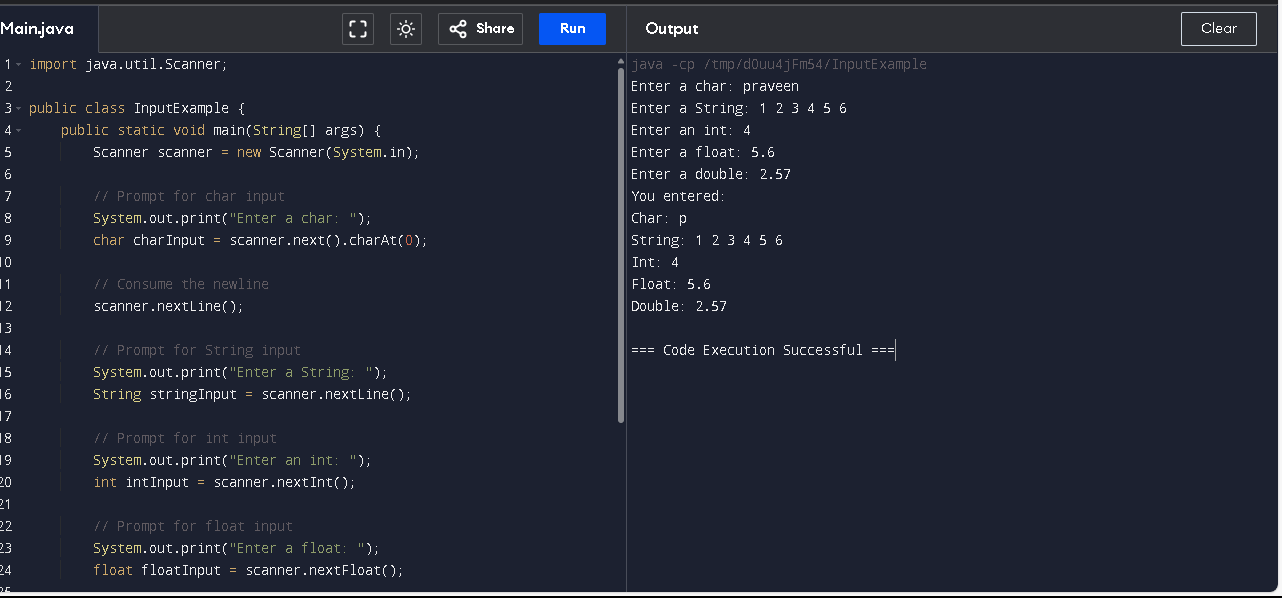 Main.java
Share
Run
Output
Clear
1 import java.util.Scanner;
2
3 public class InputExample {
4 public static void main(String[] args) {
5 Scanner scanner = new Scanner(System.in);
6
7 // Prompt for char input
8 System.out.print("Enter a char: ");
9 char charInput = scanner.next().charAt(0);
10
11 // Consume the newline
12 scanner.nextLine();
13
14 // Prompt for String input
15 System.out.print("Enter a String: ");
16 String stringInput = scanner.nextLine();
17
18 // Prompt for int input
19 System.out.print("Enter an int: ");
20 int intInput = scanner.nextInt();
21
22 // Prompt for float input
23 System.out.print("Enter a float: ");
24 float floatInput = scanner.nextFloat();
25
java -cp /tmp/dOuu4jFm54/InputExample
Enter a char: praveen
Enter a String: 1 2 3 4 5 6
Enter an int: 4
Enter a float: 5.6
Enter a double: 2.57
You entered:
Char: p
String: 1 2 3 4 5 6
Int: 4
Float: 5.6
Double: 2.57
=== Code Execution Successful ===